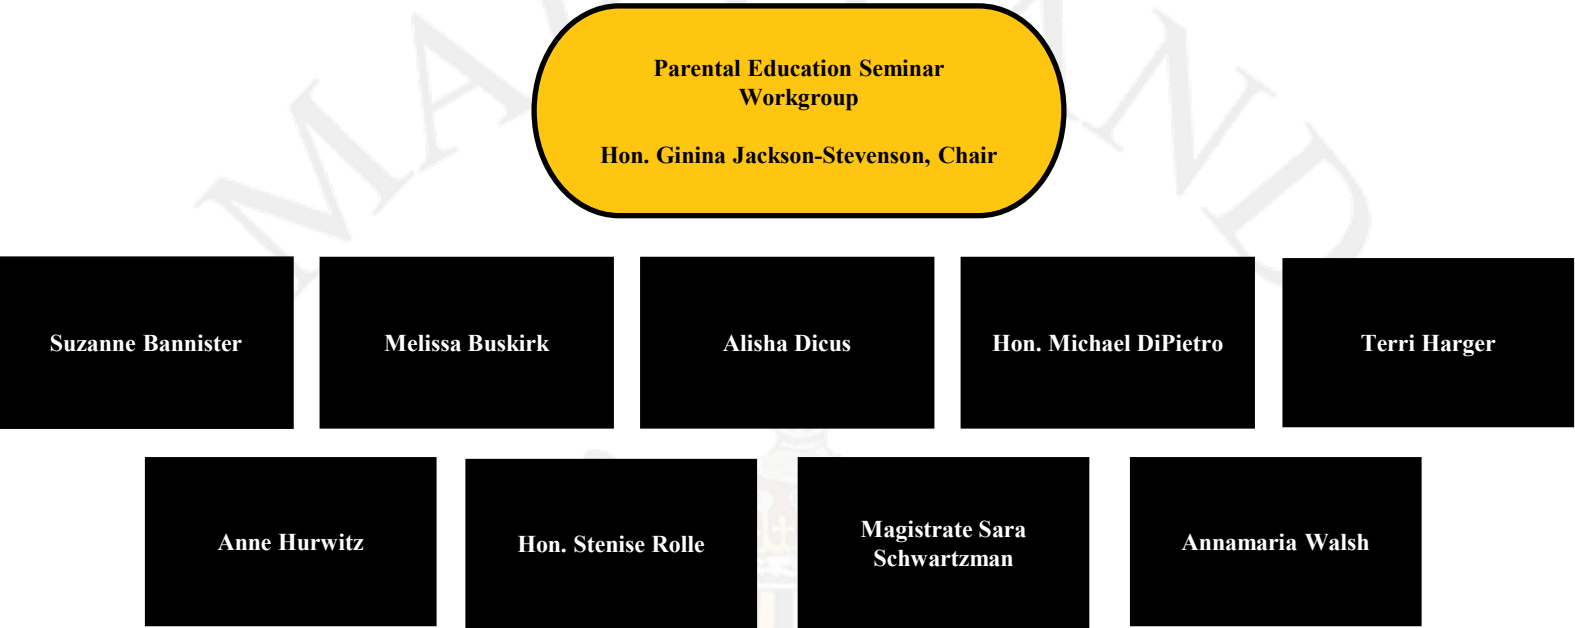 Parental Education Seminar
Workgroup
Hon. Ginina Jackson-Stevenson, Chair
Suzanne Bannister
Melissa Buskirk
Alisha Dicus
Hon. Michael DiPietro
Terri Harger
Anne Hurwitz
Hon. Stenise Rolle
Magistrate Sara
Schwartzman
Annamaria Walsh